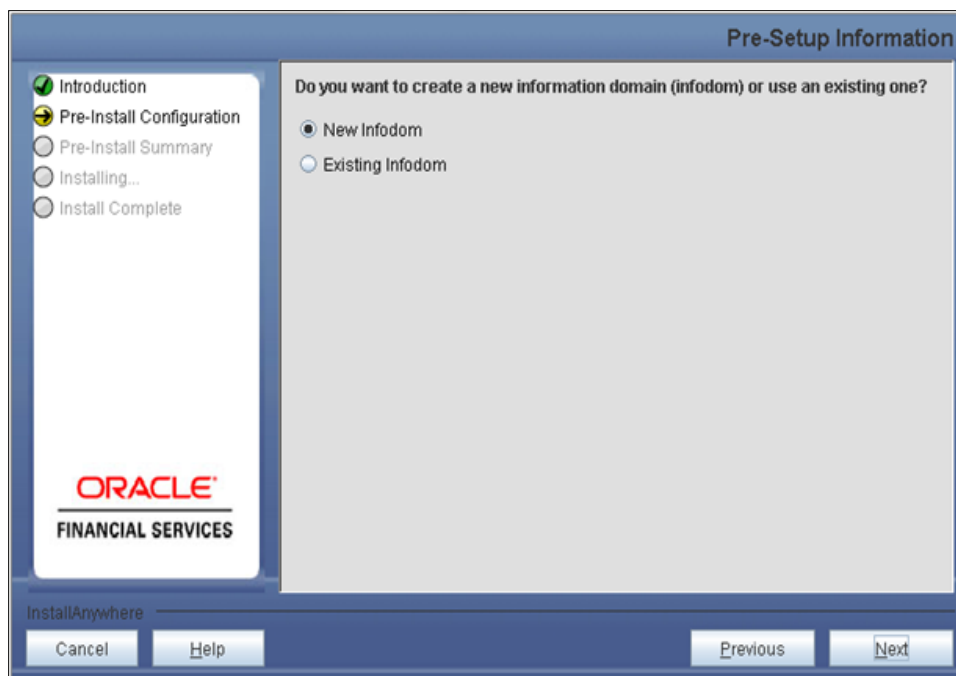 Pre-Setup Information
Introduction
Pre-Install Configuration
Pre-Install Summary
Installing...
Install Complete
Do you want to create a new information domain (infodom) or use an existing one?
New Infodom
Existing Infodom
ORACLE
FINANCIAL SERVICES
InstallAnywhere
Cancel
Help
Previous
Next